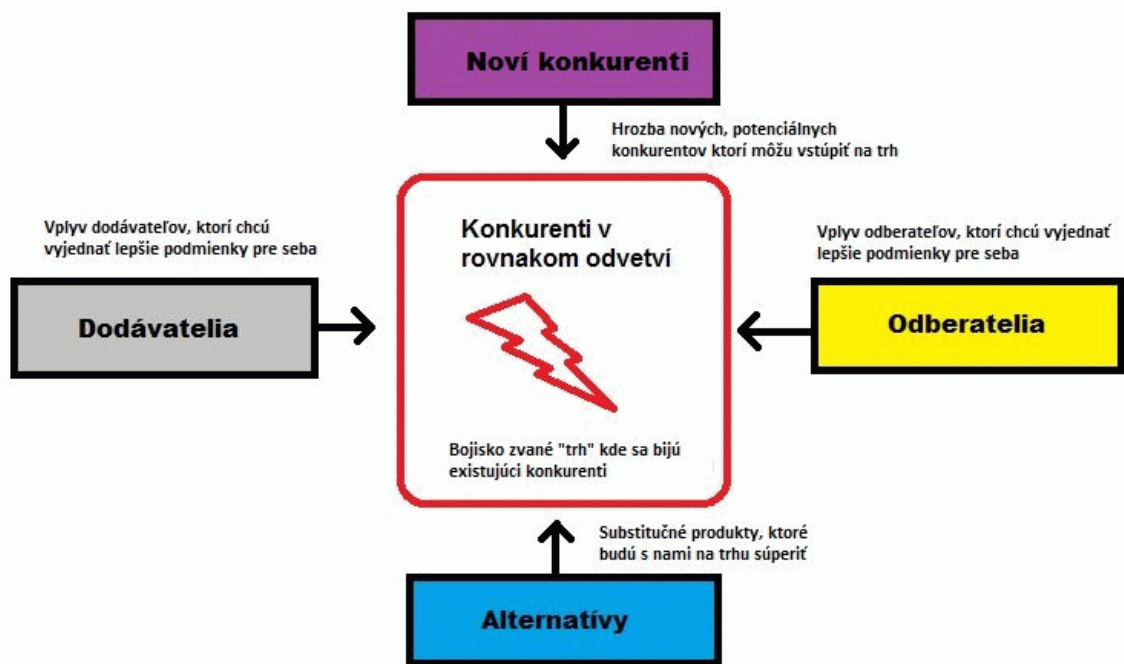 Noví konkurenti
Hrozba nových, potenciálnych
konkurentov ktorí môžu vstúpiť na trh
Vplyv dodávateľov, ktorí chcú
vyjednať lepšie podmienky pre seba
Dodávatelia
Konkurenti v
rovnakom odvetví
Bojisko zvané "trh" kde sa bijú
existujúci konkurenti
Vplyv odberateľov, ktorí chcú vyjednať
lepšie podmienky pre seba
Odberatelia
Substitučné produkty, ktoré
budú s nami na trhu súperiť
Alternatívy